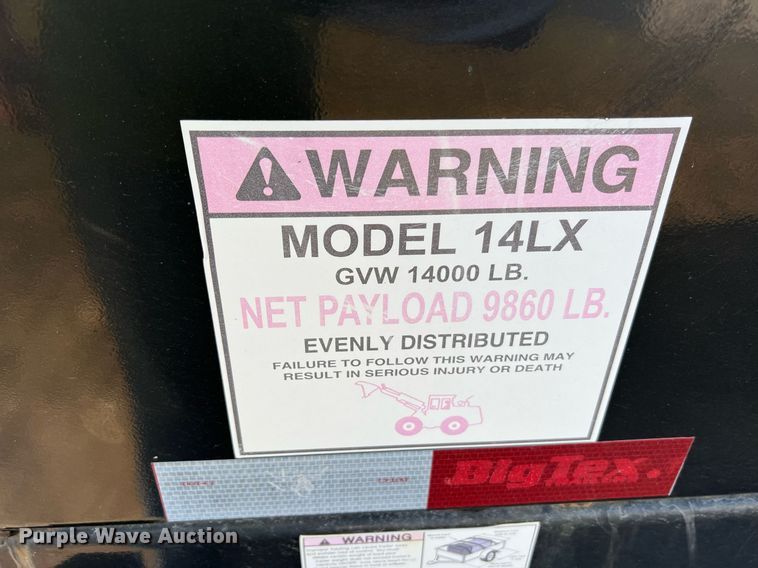 WARNING
MODEL 14LX
GVW 14000 LB.
NET PAYLOAD 9860 LB.
EVENLY DISTRIBUTED
FAILURE TO FOLLOW THIS WARNING MAY
RESULT IN SERIOUS INJURY OR DEATH
BigTex
Purple Wave Auction
WARNING